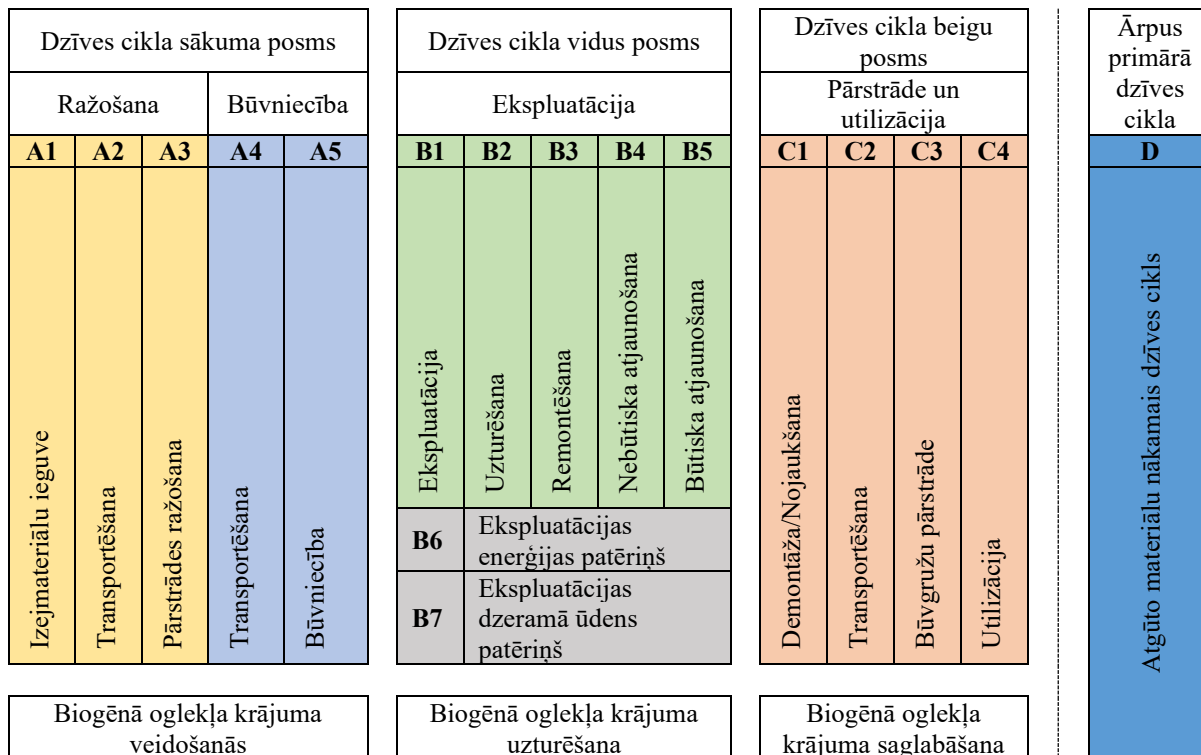 Dzīves cikla sākuma posms
Ražošana
Būvniecība
A1
A2
A3
A4
A5
Izejmateriālu ieguve
Transportēšana
Pārstrādes ražošana
Transportēšana
Būvniecība
Biogēnā oglekļa krājuma
veidošanās
Dzīves cikla vidus posms
Ekspluatācija
B1
B2
B3
B4
B5
Ekspluatācija
Uzturēšana
Remontēšana
Nebūtiska atjaunošana
Būtiska atjaunošana
B6
Ekspluatācijas
enerģijas patēriņš
B7
Ekspluatācijas
dzeramā ūdens
patēriņš
Biogēnā oglekļa krājuma
uzturēšana
Dzīves cikla beigu
posms
Pārstrāde un
utilizācija
C1
C2
C3
C4
Demontāža/Nojaukšana
Transportēšana
Būvgružu pārstrāde
Utilizācija
Biogēnā oglekļa
krājuma saglabāšana
Ārpus
primārā
dzīves
cikla
D
Atgūto materiālu nākamais dzīves cikls